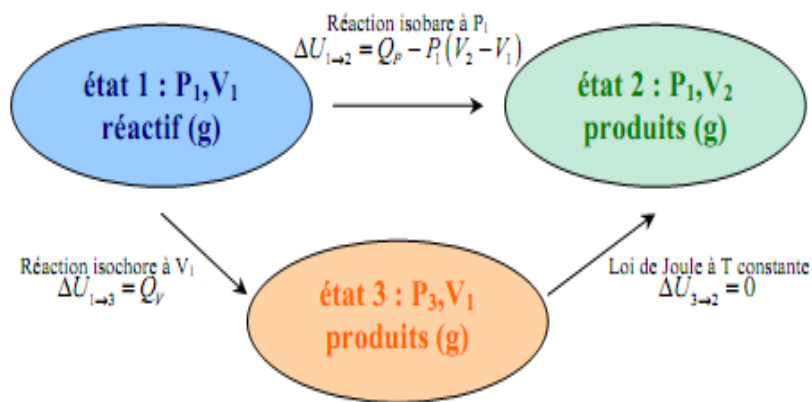 Réaction isobare à P₁
ΔU₁→₂ = Q_P − P₁(V₂ − V₁)
état 1 : P₁,V₁
réactif (g)
état 2 : P₁,V₂
produits (g)
Réaction isochore à V₁
ΔU₁→₃ = Q_V
Loi de Joule à T constante
ΔU₃→₂ = 0
état 3 : P₃,V₁
produits (g)